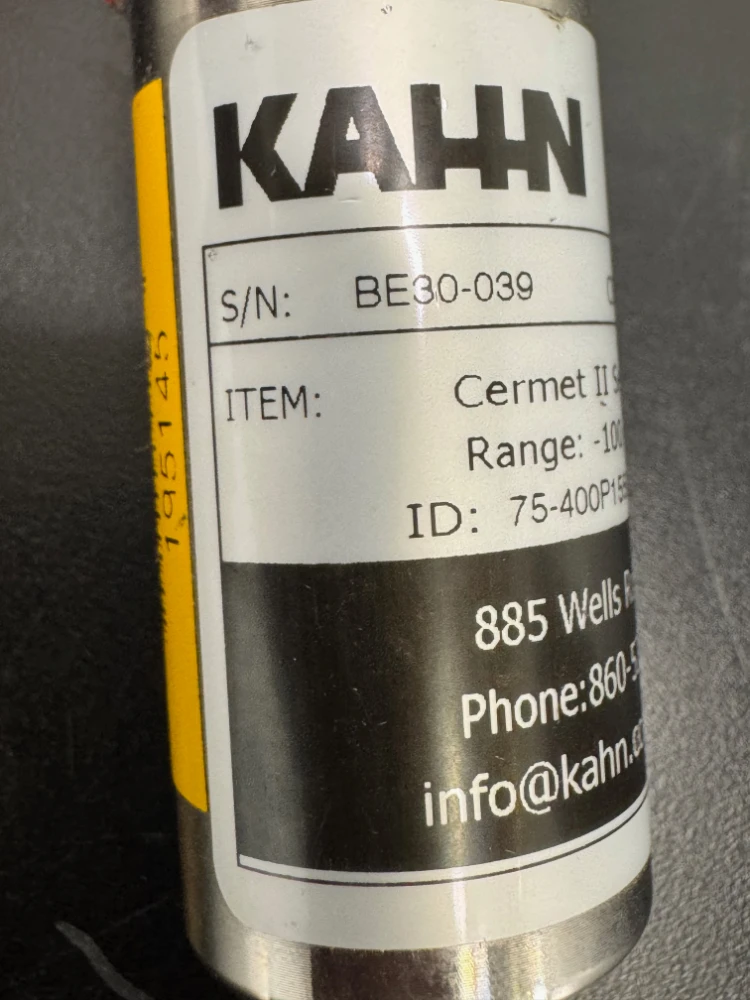 KAHN
S/N: BE30-039
ITEM: Cermet II
Range: -100
ID: 75-400P15
885 Wells
Phone:860-5
info@kahn.c
195145